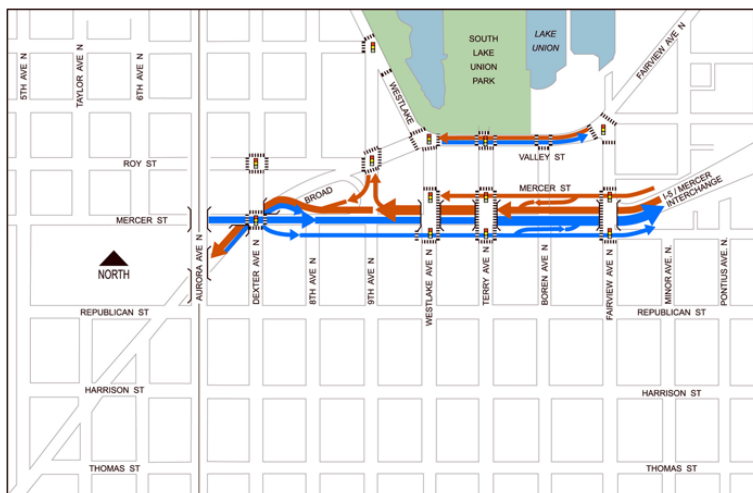 5TH AVE N
TAYLOR AVE N
6TH AVE N
SOUTH
LAKE
UNION
PARK
LAKE
UNION
FAIRVIEW AVE N
WESTLAKE
ROY ST
VALLEY ST
BROAD
MERCER ST
I-5 / MERCER
INTERCHANGE
MERCER ST
NORTH
AURORA AVE N
DEXTER AVE N
8TH AVE N
9TH AVE N
WESTLAKE AVE N
TERRY AVE N
BOREN AVE N
FAIRVIEW AVE N
MINOR AVE N.
PONTIUS AVE N.
REPUBLICAN ST
REPUBLICAN ST
HARRISON ST
HARRISON ST
THOMAS ST
THOMAS ST